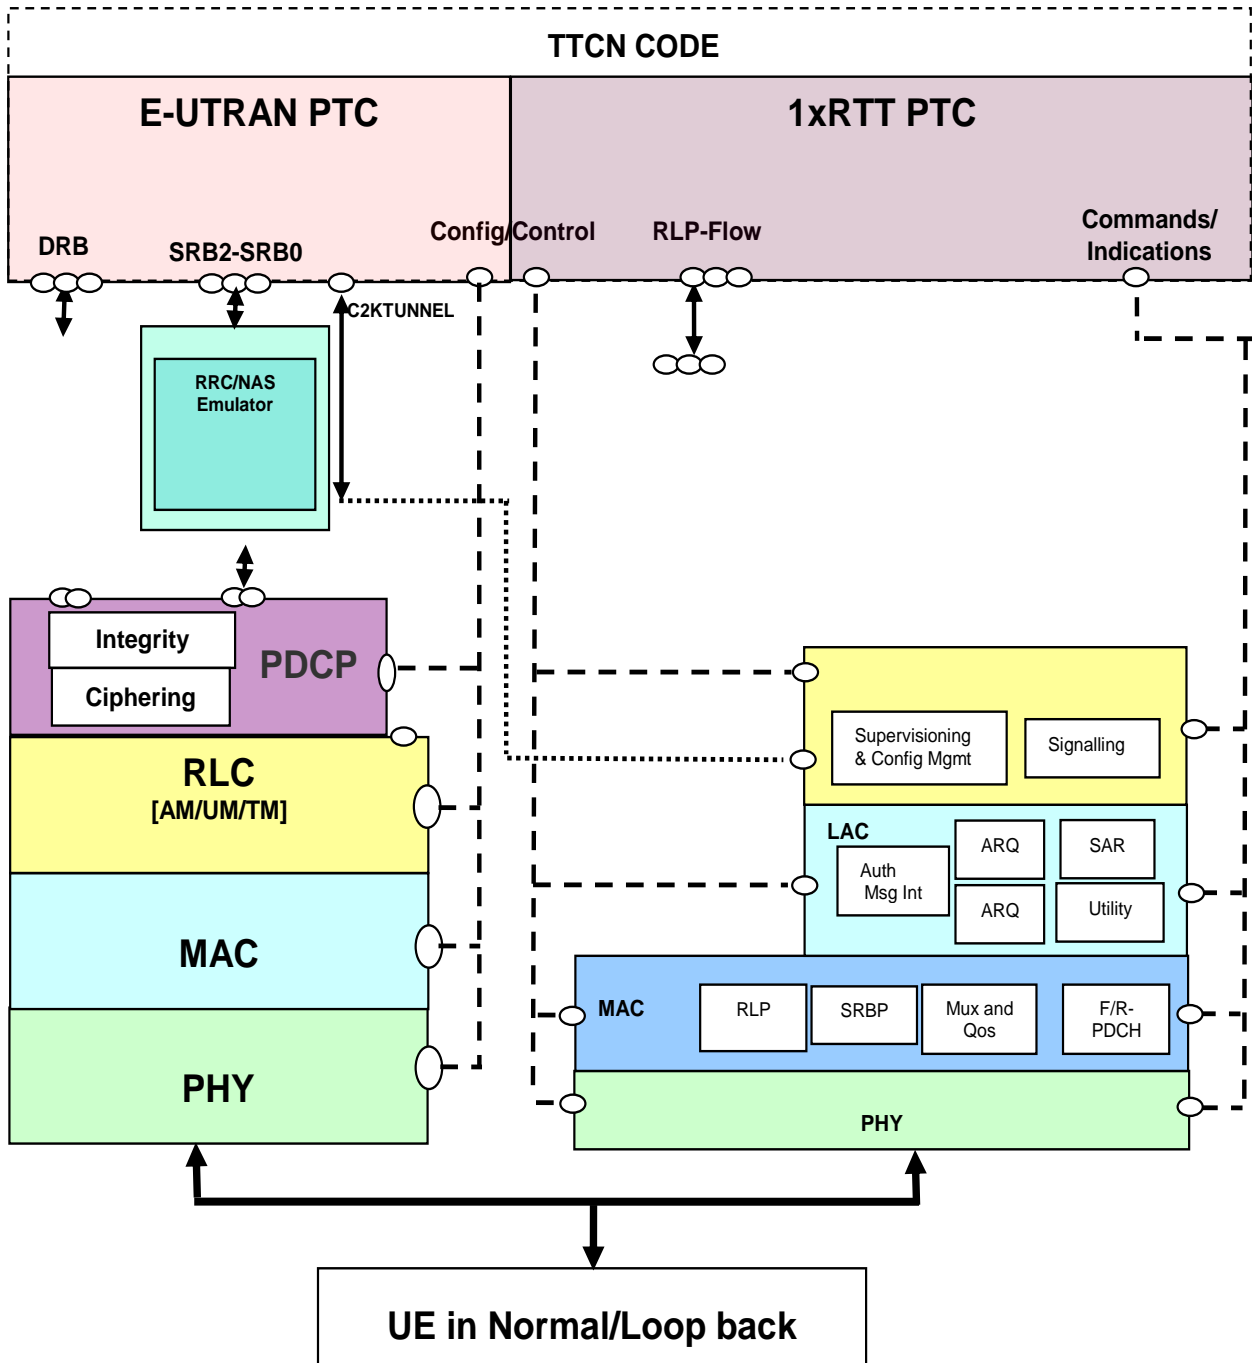 TTCN CODE
E-UTRAN PTC
1xRTT PTC
DRB
SRB2-SRB0
Config/Control
RLP-Flow
Commands/
Indications
C2KTUNNEL
RRC/NAS
Emulator
Integrity
Ciphering
PDCP
RLC
[AM/UM/TM]
MAC
PHY
Supervisioning
& Config Mgmt
Signalling
LAC
Auth
Msg Int
ARQ
SAR
ARQ
Utility
MAC
RLP
SRBP
Mux and
Qos
F/R-
PDCH
PHY
UE in Normal/Loop back